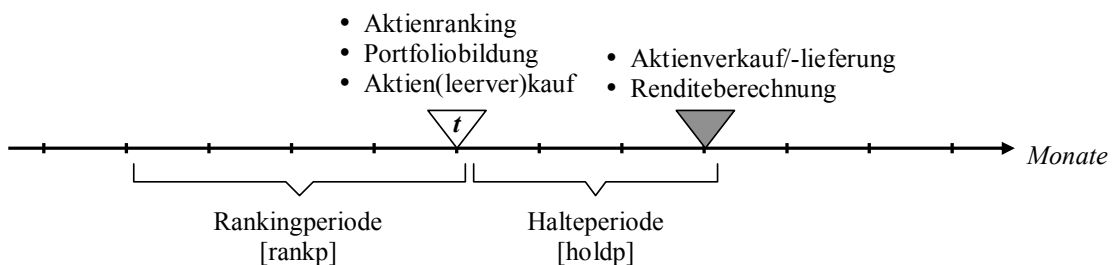 • Aktienranking
• Portfoliobildung
• Aktien(leerver)kauf
• Aktienverkauf/-lieferung
• Renditeberechnung
t
Monate
Rankingperiode
[rankp]
Halteperiode
[holdp]